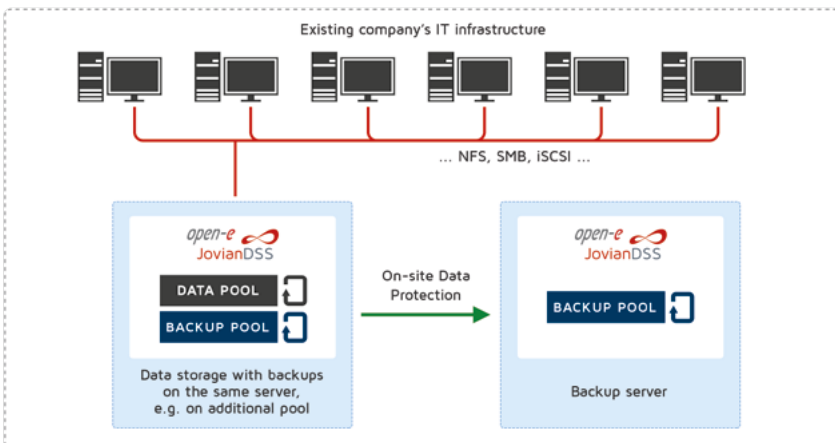 Existing company's IT infrastructure
... NFS, SMB, iSCSI ...
open-e
JovianDSS
DATA POOL
BACKUP POOL
Data storage with backups
on the same server,
e.g. on additional pool
On-site Data
Protection
open-e
JovianDSS
BACKUP POOL
Backup server